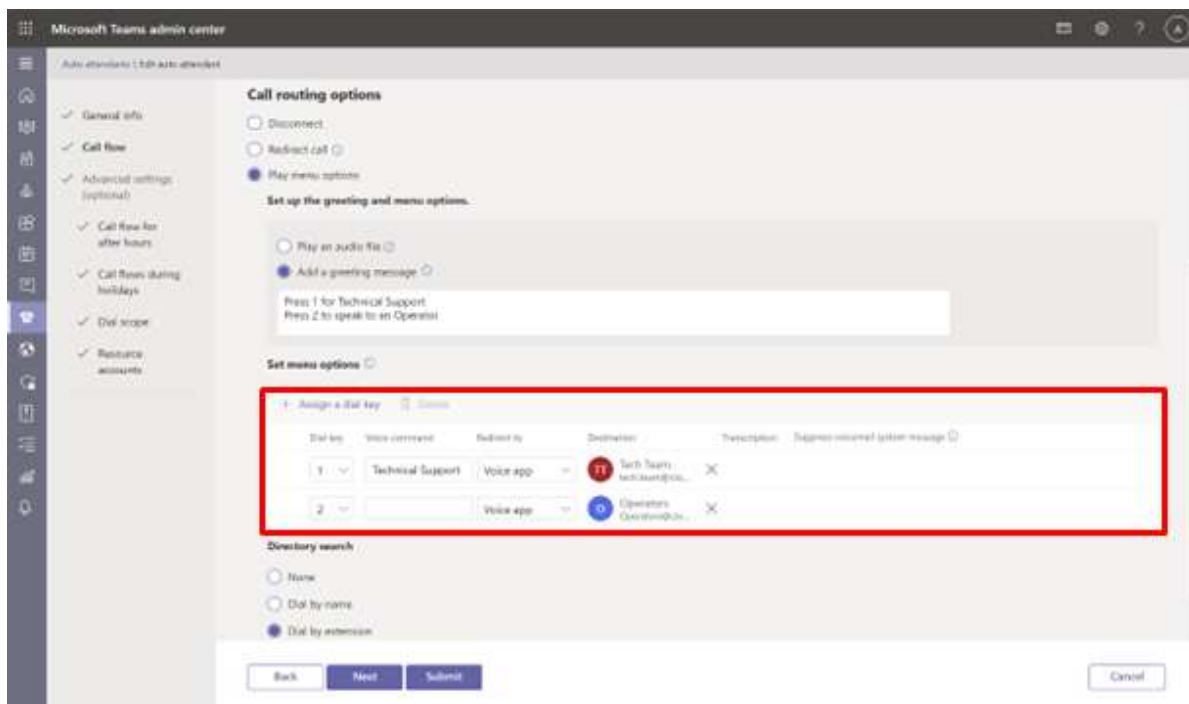 Microsoft Teams admin center
?
A
Auto attendants \ Edit auto attendant
General info
Call flow
Advanced settings
(optional)
Call flow for
after hours
Call flows during
holidays
Dial scope
Resource
accounts
Call routing options
Disconnect
Redirect call
Play menu options
Set up the greeting and menu options.
Play an audio file
Add a greeting message
Press 1 for Technical Support
Press 2 to speak to an Operator
Set menu options
+ Assign a dial key Delete
Dial key Voice command Redirect to Destination Transcription Suppress voicemail system message
1 Technical Support Voice app TT Tech Team
2 Voice app O Operators
Directory search
None
Dial by name
Dial by extension
Back Next Submit Cancel